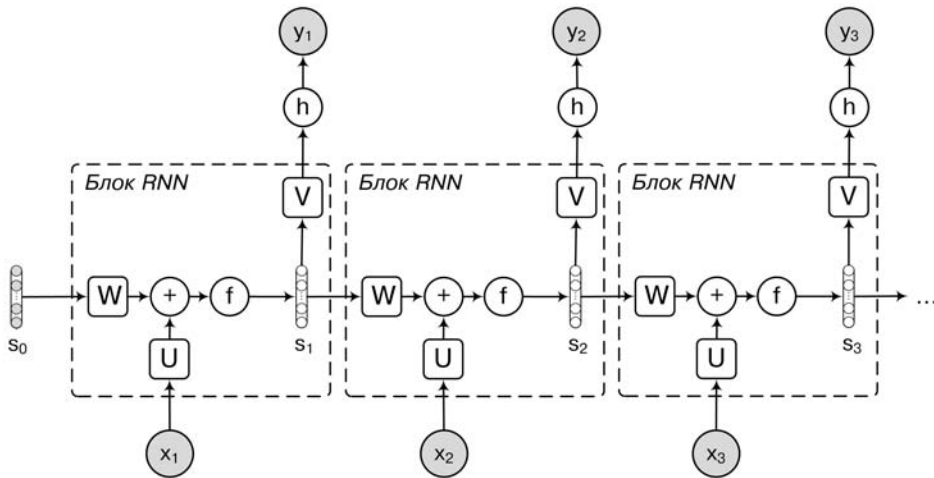 y₁ y₂ y₃
h h h
Блок RNN Блок RNN Блок RNN
V V V
W + f W + f W + f ...
s₀ s₁ s₂ s₃
U U U
x₁ x₂ x₃